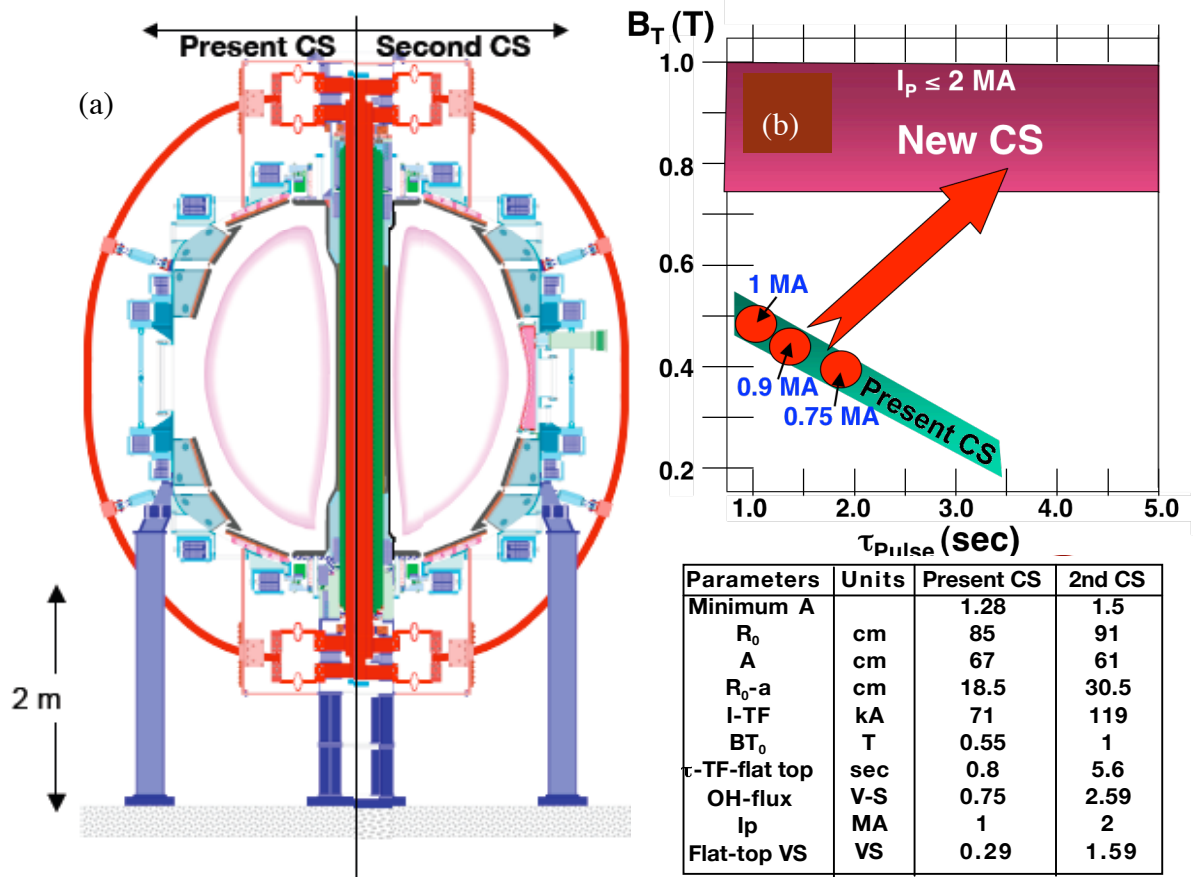 Present CS Second CS
(a)
2 m
B_T (T)
1.0
0.8
0.6
0.4
0.2
I_P ≤ 2 MA
(b)
New CS
1 MA
0.9 MA
0.75 MA
Present CS
1.0 2.0 3.0 4.0 5.0
τ_Pulse (sec)
Parameters Units Present CS 2nd CS
Minimum A 1.28 1.5
R₀ cm 85 91
A cm 67 61
R₀-a cm 18.5 30.5
I-TF kA 71 119
BT₀ T 0.55 1
τ-TF-flat top sec 0.8 5.6
OH-flux V-S 0.75 2.59
Ip MA 1 2
Flat-top VS VS 0.29 1.59